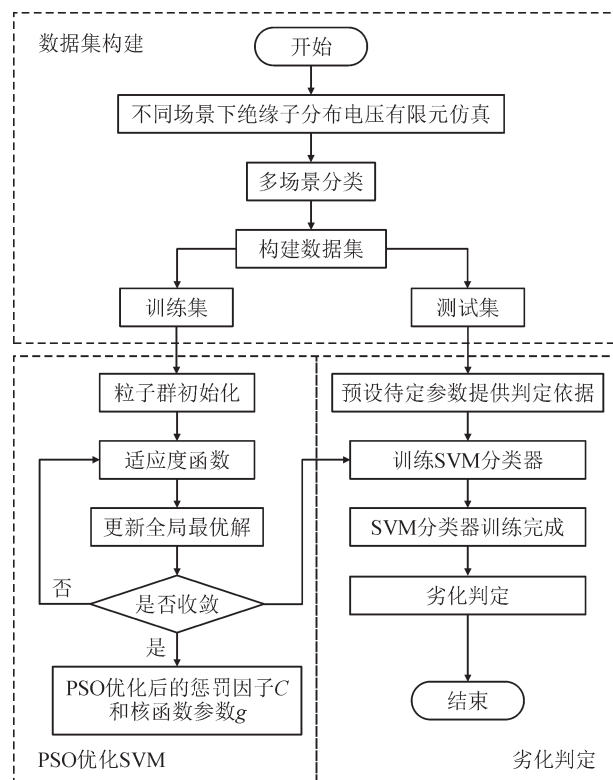 数据集构建
开始
不同场景下绝缘子分布电压有限元仿真
多场景分类
构建数据集
训练集
测试集
粒子群初始化
适应度函数
更新全局最优解
否
是否收敛
是
PSO优化后的惩罚因子C
和核函数参数g
PSO优化SVM
预设待定参数提供判定依据
训练SVM分类器
SVM分类器训练完成
劣化判定
结束
劣化判定